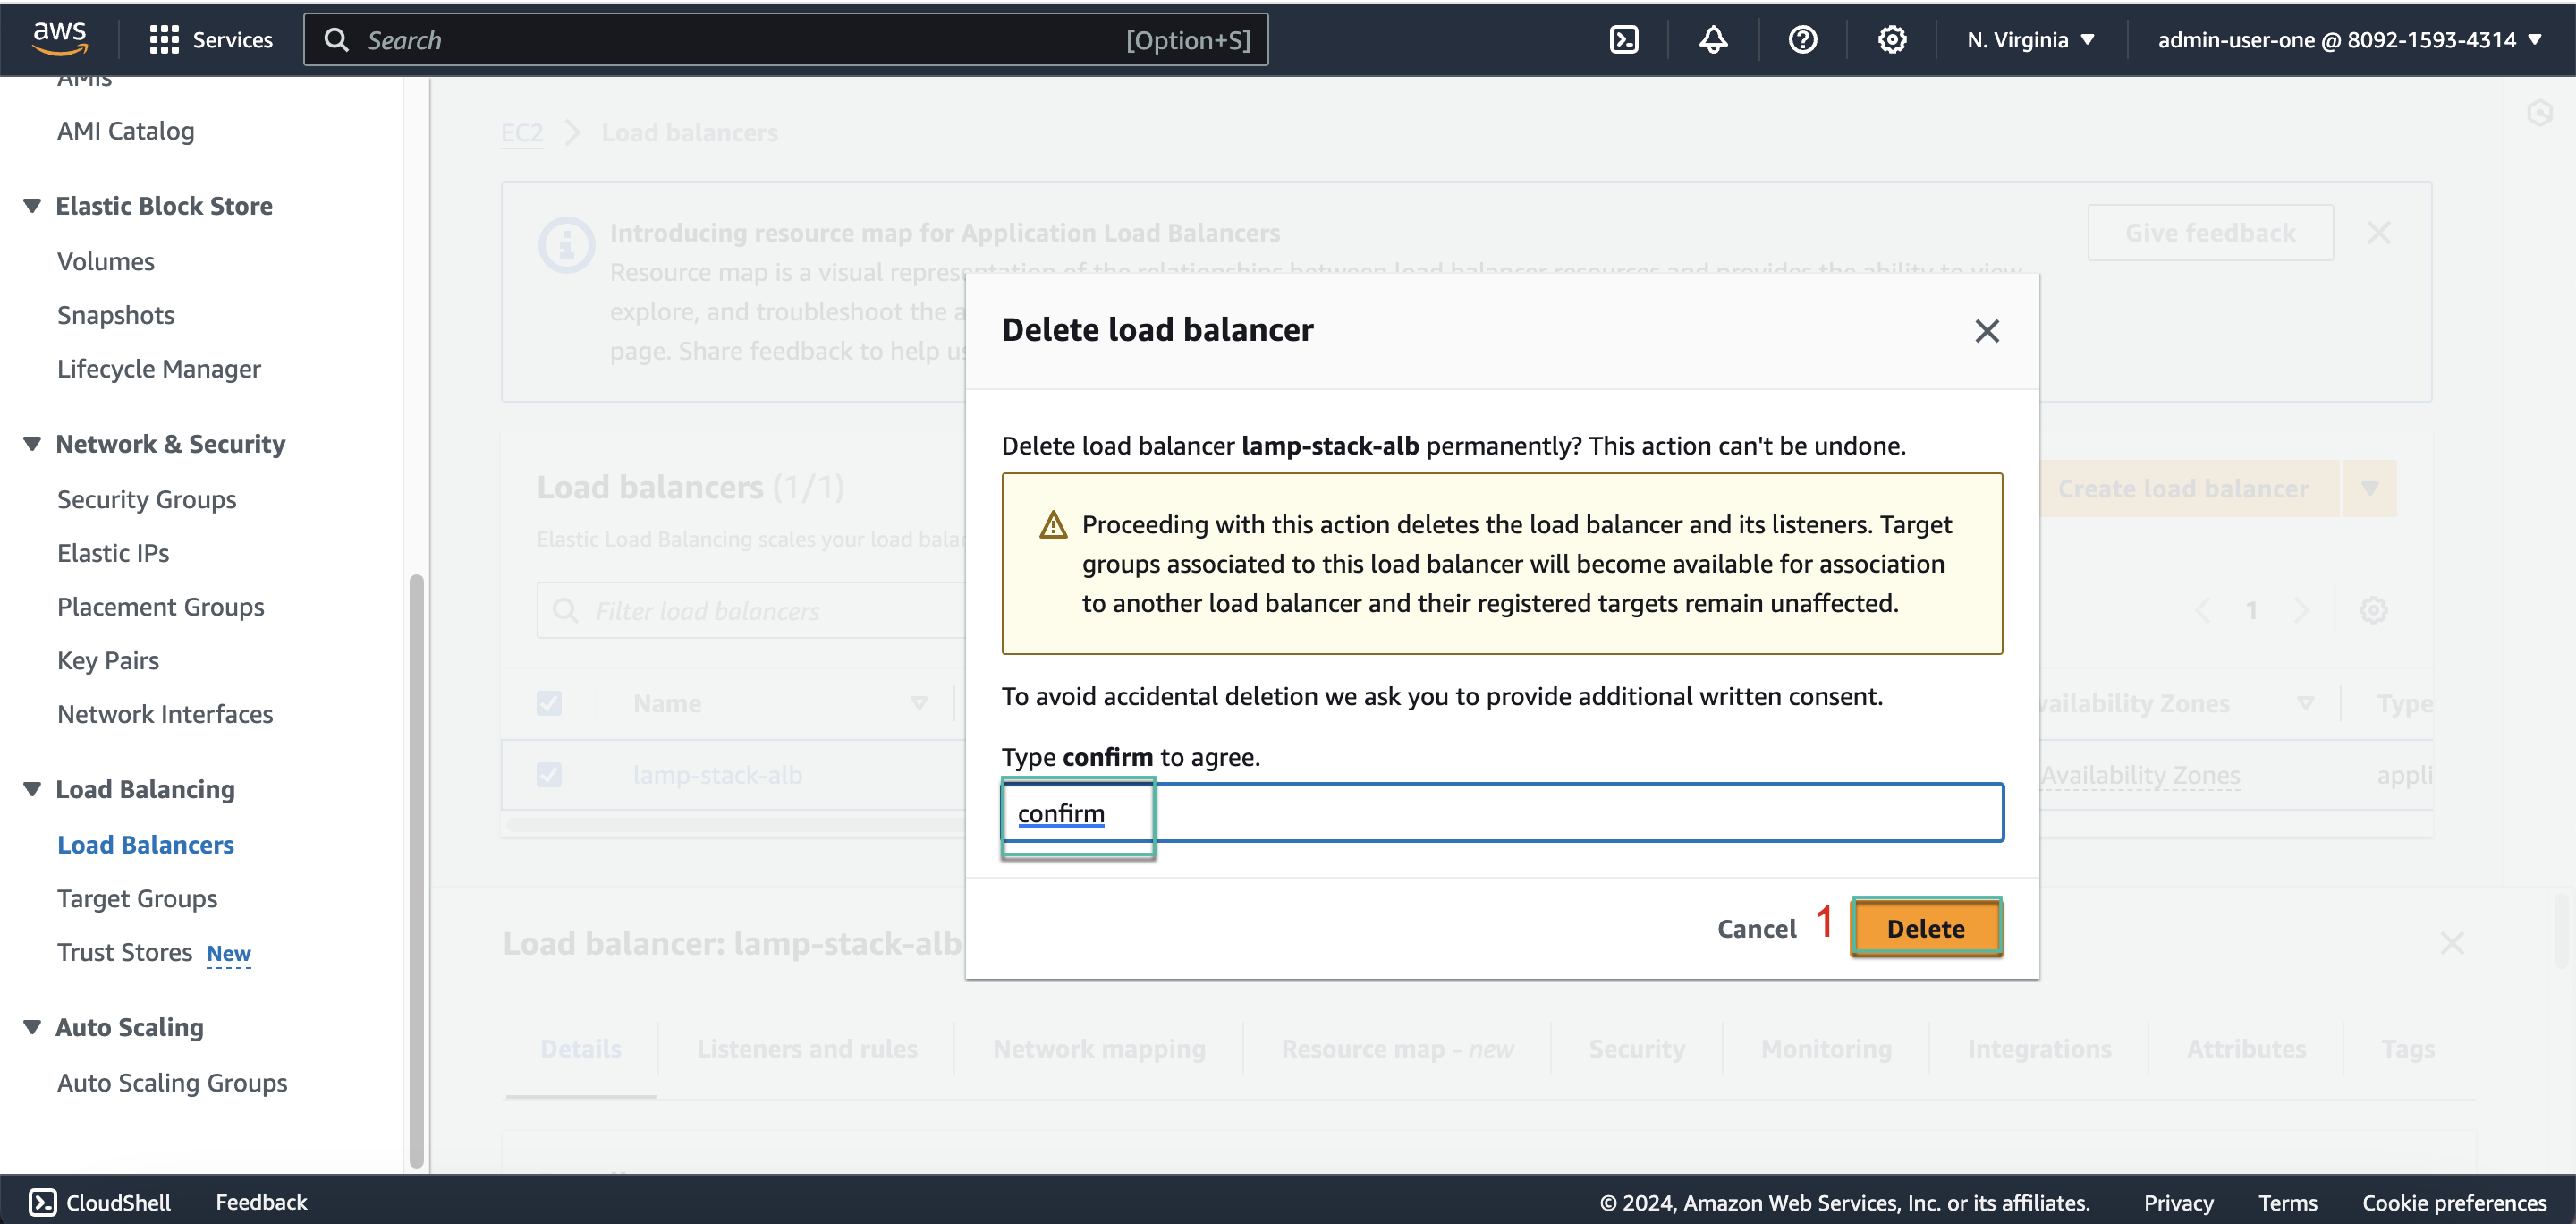 aws
Services
Search
[Option+S]
N. Virginia
admin-user-one @ 8092-1593-4314
AMIs
AMI Catalog
Elastic Block Store
Volumes
Snapshots
Lifecycle Manager
Network & Security
Security Groups
Elastic IPs
Placement Groups
Key Pairs
Network Interfaces
Load Balancing
Load Balancers
Target Groups
Trust Stores New
Auto Scaling
Auto Scaling Groups
EC2
Load balancers
Introducing resource map for Application Load Balancers
Resource map is a visual representation of the relationships between load balancer resources and provides the ability to view
explore, and troubleshoot the
page. Share feedback to help
Give feedback
Load balancers (1/1)
Elastic Load Balancing scales your load
Filter load balancers
Create load balancer
1
Name
Availability Zones
Type
lamp-stack-alb
Availability Zones
Delete load balancer
Delete load balancer lamp-stack-alb permanently? This action can't be undone.
Proceeding with this action deletes the load balancer and its listeners. Target
groups associated to this load balancer will become available for association
to another load balancer and their registered targets remain unaffected.
To avoid accidental deletion we ask you to provide additional written consent.
Type confirm to agree.
confirm
Cancel
1
Delete
Load balancer: lamp-stack-alb
Details
Listeners and rules
Network mapping
Resource map - new
Security
Monitoring
Integrations
Attributes
Tags
CloudShell
Feedback
© 2024, Amazon Web Services, Inc. or its affiliates.
Privacy
Terms
Cookie preferences